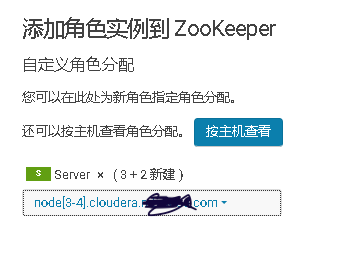 添加角色实例到 ZooKeeper
自定义角色分配
您可以在此处为新角色指定角色分配。
还可以按主机查看角色分配。 按主机查看
S Server × (3 + 2 新建)
node[3-4].cloudera. .com